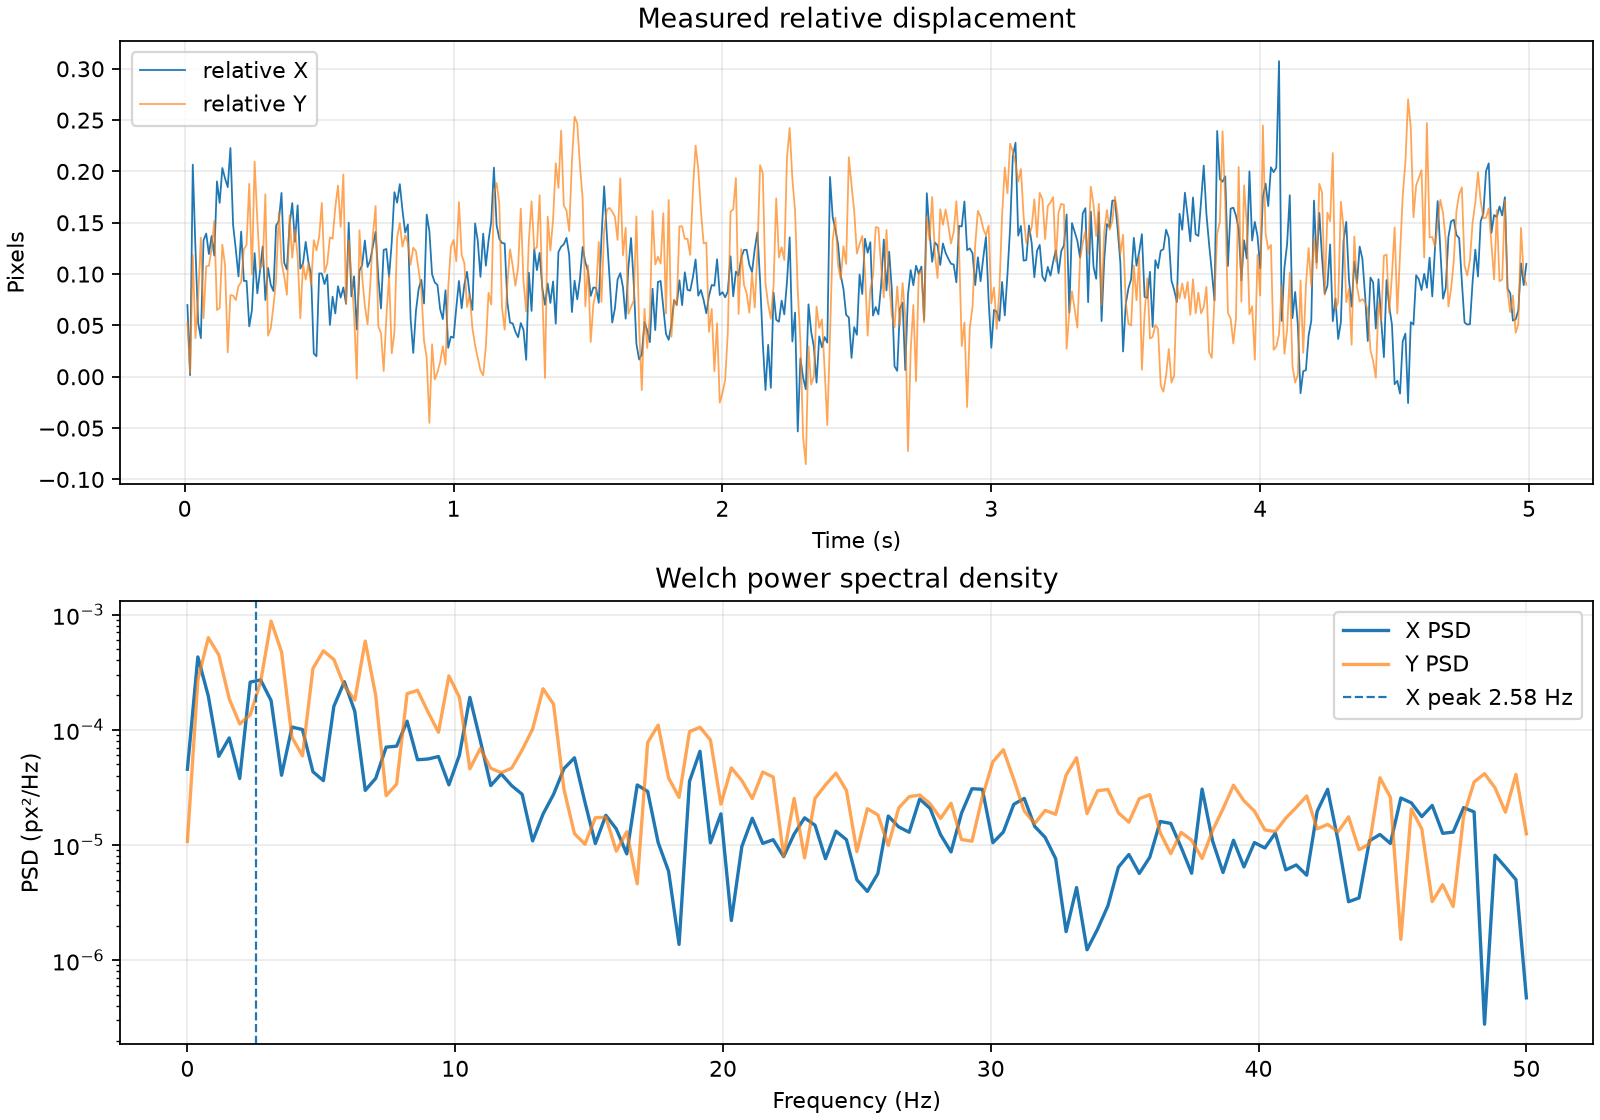 Measured relative displacement
relative X
relative Y
0.30
0.25
0.20
0.15
0.10
0.05
0.00
−0.05
−0.10
Pixels
0
1
2
3
4
5
Time (s)
Welch power spectral density
X PSD
Y PSD
X peak 2.58 Hz
10⁻³
10⁻⁴
10⁻⁵
10⁻⁶
PSD (px²/Hz)
0
10
20
30
40
50
Frequency (Hz)